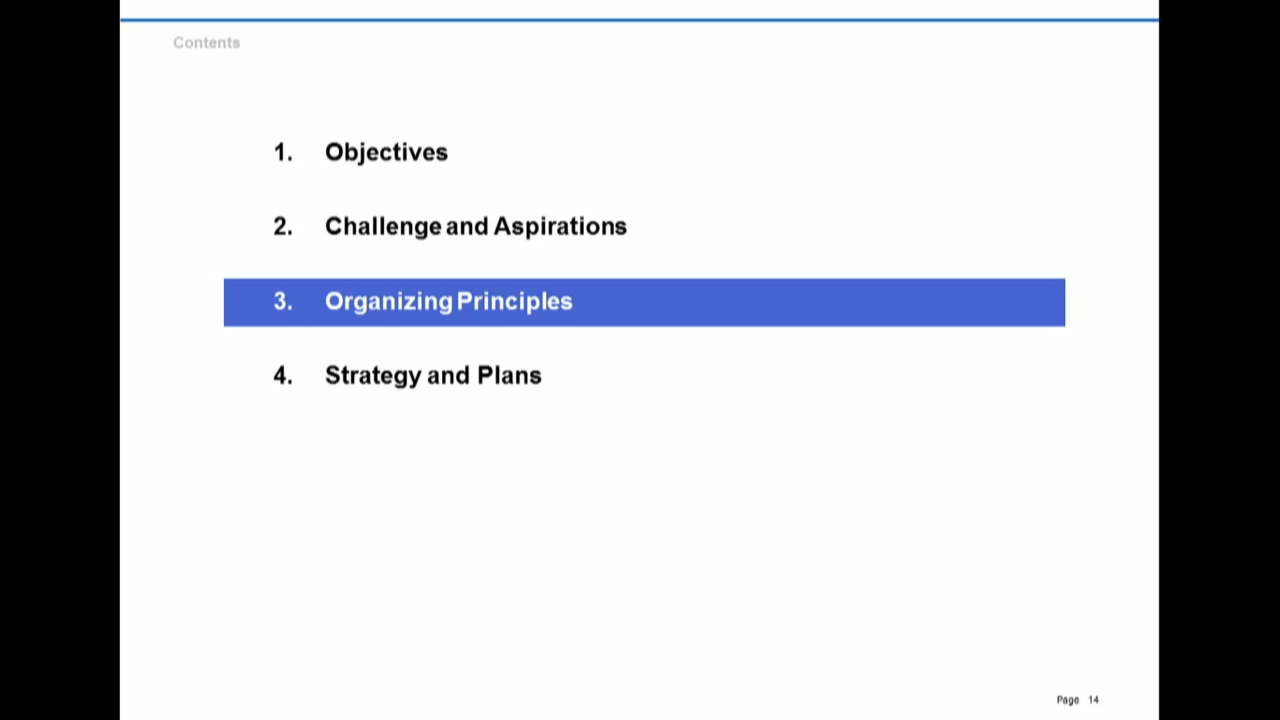 Contents
1. Objectives
2. Challenge and Aspirations
3. Organizing Principles
4. Strategy and Plans
Page 14